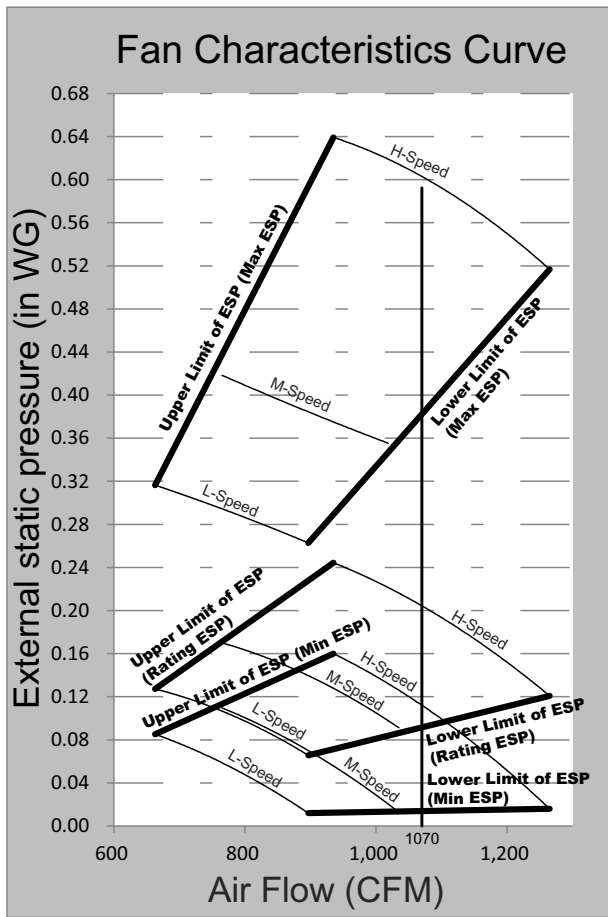 Fan Characteristics Curve
External static pressure (in WG)
0.68
0.64
0.60
0.56
0.52
0.48
0.44
0.40
0.36
0.32
0.28
0.24
0.20
0.16
0.12
0.08
0.04
0.00
H-Speed
Upper Limit of ESP (Max ESP)
M-Speed
Lower Limit of ESP
(Max ESP)
L-Speed
Upper Limit of ESP
(Rating ESP)
H-Speed
Upper Limit of ESP (Min ESP)
H-Speed
M-Speed
L-Speed
Lower Limit of ESP
(Rating ESP)
L-Speed
M-Speed
Lower Limit of ESP
(Min ESP)
600
800
1,000
1070
1,200
Air Flow (CFM)